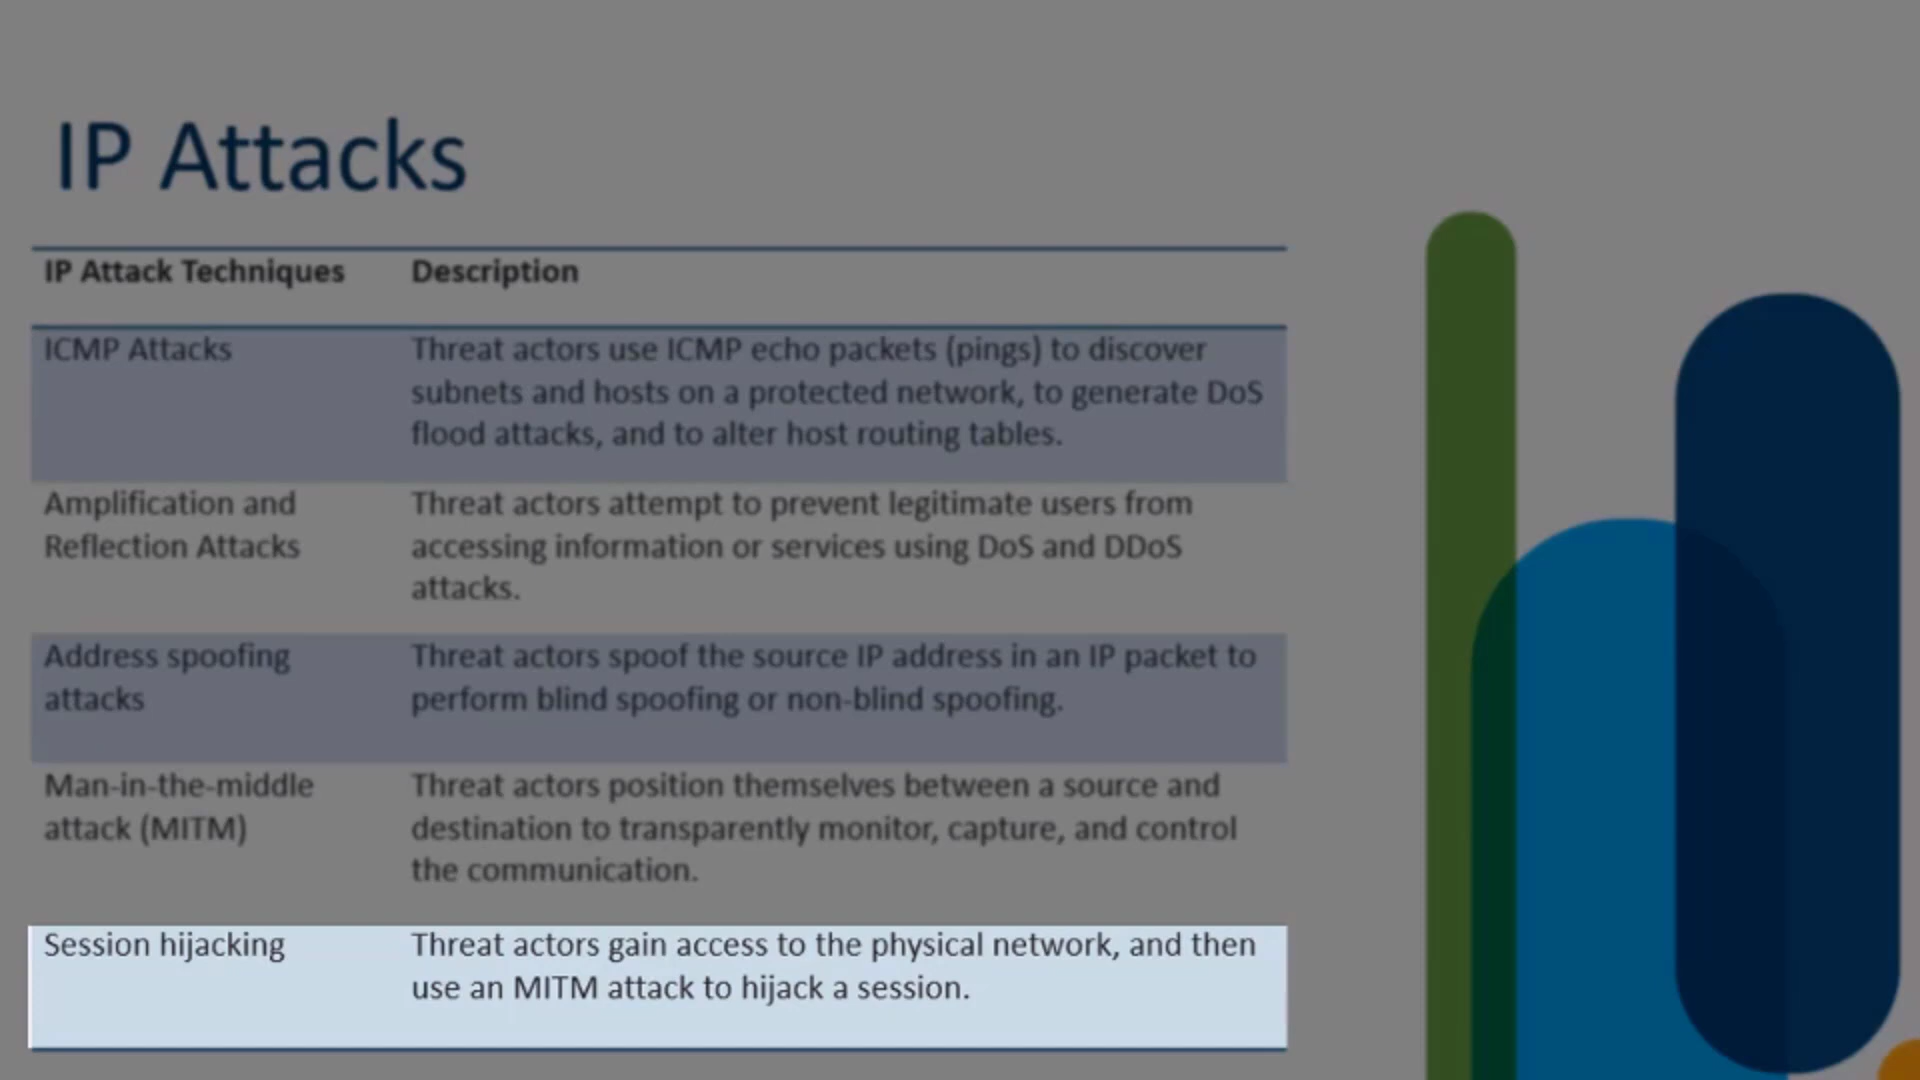 IP Attacks
IP Attack Techniques Description
ICMP Attacks Threat actors use ICMP echo packets (pings) to discover
subnets and hosts on a protected network, to generate DoS
flood attacks, and to alter host routing tables.
Amplification and Threat actors attempt to prevent legitimate users from
Reflection Attacks accessing information or services using DoS and DDoS
attacks.
Address spoofing Threat actors spoof the source IP address in an IP packet to
attacks perform blind spoofing or non-blind spoofing.
Man-in-the-middle Threat actors position themselves between a source and
attack (MITM) destination to transparently monitor, capture, and control
the communication.
Session hijacking Threat actors gain access to the physical network, and then
use an MITM attack to hijack a session.